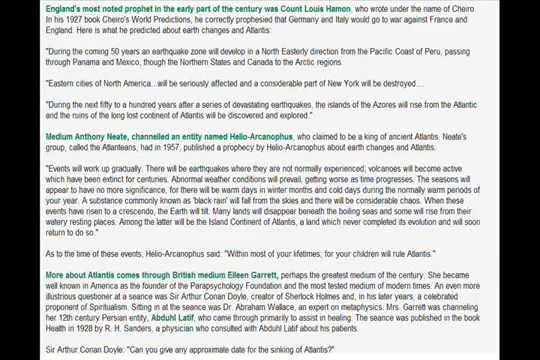 England's most noted prophet in the early part of the century was Count Louis Hamon, who wrote under the name of Cheiro
In his 1927 book Cheiro's World Predictions, he correctly prophesied that Germany and Italy would go to war against France and
England. Here is what he predicted about earth changes and Atlantis:
"During the coming 50 years an earthquake zone will develop in a North Easterly direction from the Pacific Coast of Peru, passing
through Panama and Mexico, though the Northern States and Canada to the Arctic regions
"Eastern cities of North America...will be seriously affected and a considerable part of New York will be destroyed....
"During the next fifty to a hundred years after a series of devastating earthquakes, the islands of the Azores will rise from the Atlantic
and the ruins of the long lost continent of Atlantis will be discovered and explored."
Medium Anthony Neate, channelled an entity named Helio-Arcanophus, who claimed to be a king of ancient Atlantis. Neate's
group, called the Atlanteans, had in 1957, published a prophecy by Helio-Arcanophus about earth changes and Atlantis:
"Events will work up gradually. There will be earthquakes where they are not normally experienced; volcanoes will become active
which have been extinct for centuries. Abnormal weather conditions will prevail, getting worse as time progresses. The seasons will
appear to have no more significance, for there will be warm days in winter months and cold days during the normally warm periods of
your year. A substance commonly known as 'black rain' will fall from the skies and there will be considerable chaos. When these
events have risen to a crescendo, the Earth will tilt. Many lands will disappear beneath the boiling seas and some will rise from their
watery resting places. Among the latter will be the Island Continent of Atlantis, a land which never completed its evolution and will soon
return to do so."
As to the time of these events, Helio-Arcanophus said: "Within most of your lifetimes; for your children will rule Atlantis."
More about Atlantis comes through British medium Eileen Garrett, perhaps the greatest medium of the century. She became
well known in America as the founder of the Parapsychology Foundation and the most tested medium of modern times. An even more
illustrious questioner at a seance was Sir Arthur Conan Doyle, creator of Sherlock Holmes and, in his later years, a celebrated
proponent of Spiritualism. Sitting in at the seance was Dr. Abraham Wallace, an expert on metaphysics. Mrs. Garrett was channeling
her 12th century Persian entity, Abduhl Latif, who came through primarily to assist in healing. The seance was published in the book
Health in 1928 by R. H. Sanders, a physician who consulted with Abduhl Latif about his patients.
Sir Arthur Conan Doyle: "Can you give any approximate date for the sinking of Atlantis?"